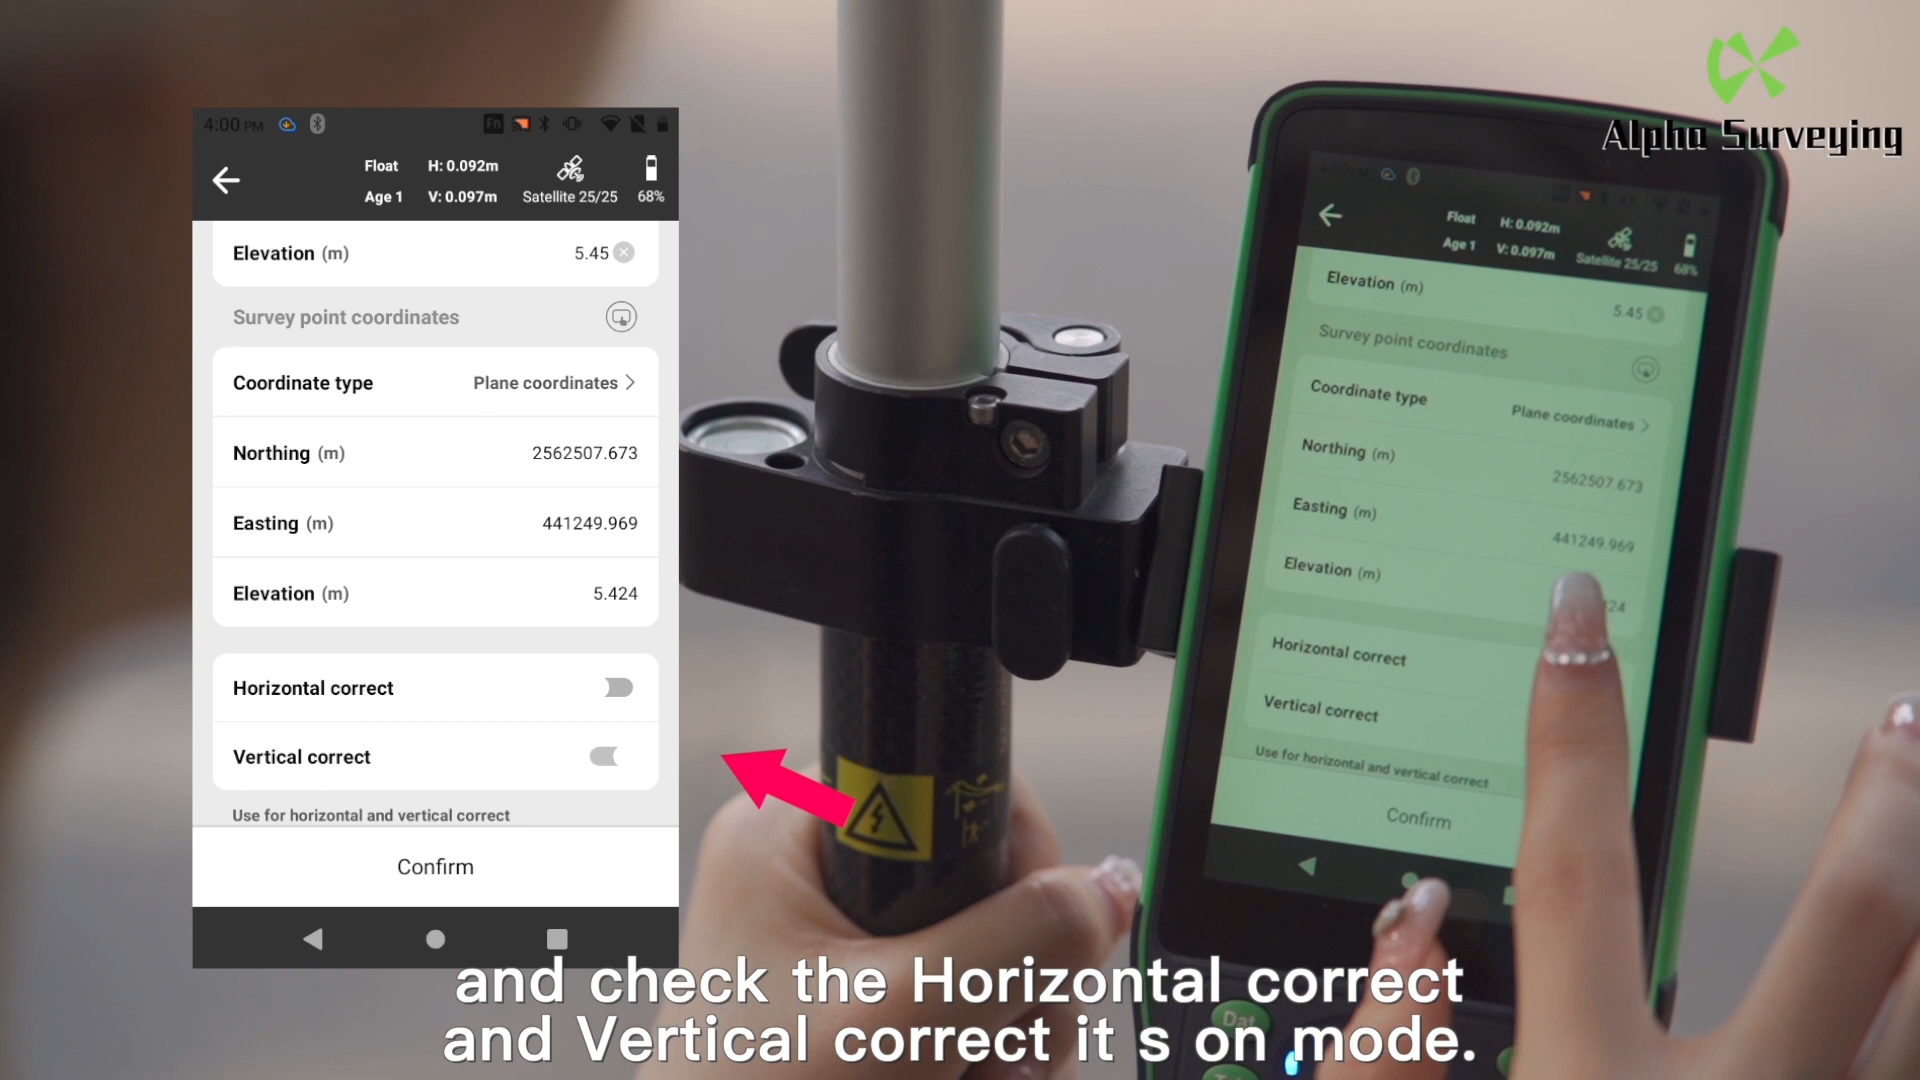 Alpha Surveying
4:00 PM
Fn
Float H: 0.092m
Age 1 V: 0.097m Satellite 25/25 68%
Elevation (m) 5.45
Survey point coordinates
Coordinate type Plane coordinates
Northing (m) 2562507.673
Easting (m) 441249.969
Elevation (m) 5.424
Horizontal correct
Vertical correct
Use for horizontal and vertical correct
Confirm
Float H: 0.092m
Age 1 V: 0.097m Satellite 25/25 68%
Elevation (m) 5.45
Survey point coordinates
Coordinate type Plane coordinates
Northing (m) 2562507.673
Easting (m) 441249.969
Elevation (m) 24
Horizontal correct
Vertical correct
Use for horizontal and vertical correct
Confirm
Dat
and check the Horizontal correct
and Vertical correct it s on mode.